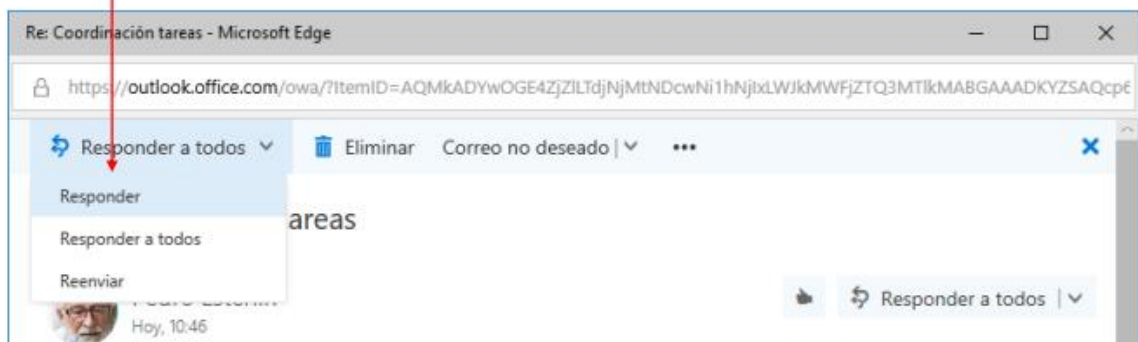 Re: Coordinación tareas - Microsoft Edge
https://outlook.office.com/owa/?ItemID=AQMkADYwOGE4ZjZlLTdjNjMtNDcwNi1hNjIxLWJkMWFjZTQ3MTlkMABGAAADKYZSAQcp6
Responder a todos Eliminar Correo no deseado | •••
Responder
areas
Responder a todos
Reenviar
Responder a todos |
Hoy, 10:46